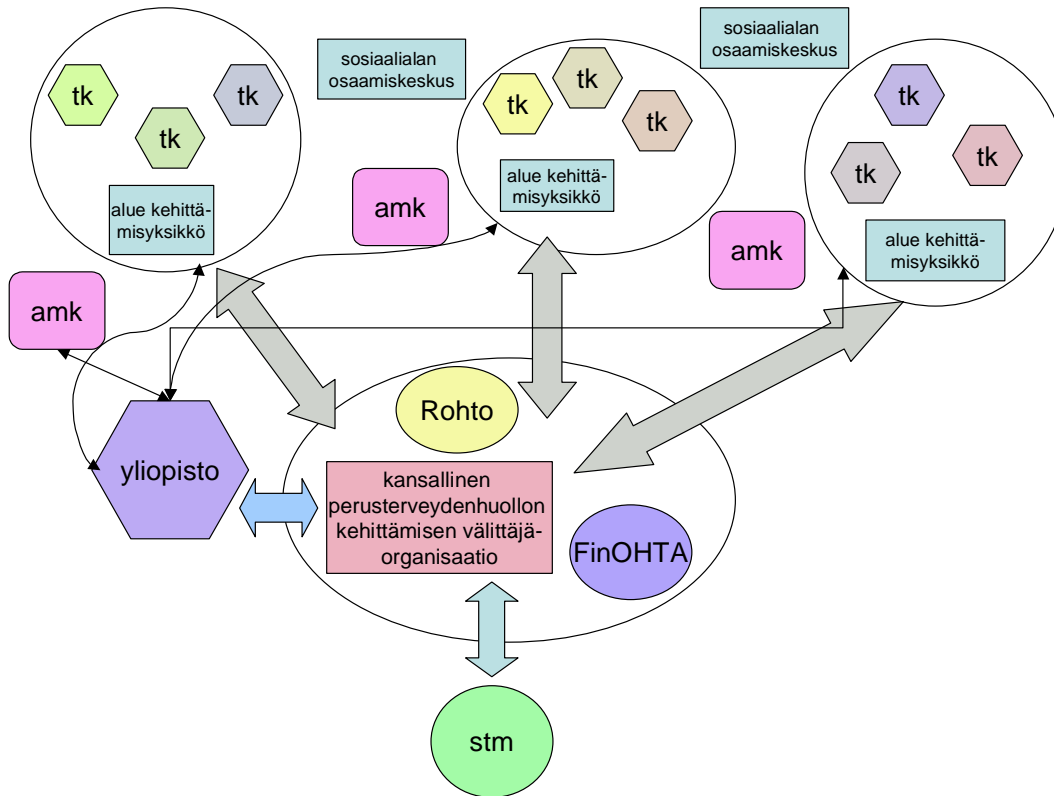 sosiaalialan
osaamiskeskus
sosiaalialan
osaamiskeskus
tk
tk
tk
alue kehittä-
misyksikkö
tk
tk
tk
alue kehittä-
misyksikkö
tk
tk
tk
alue kehittä-
misyksikkö
amk
amk
amk
Rohto
yliopisto
kansallinen
perusterveydenhuollon
kehittämisen välittäjä-
organisaatio
FinOHTA
stm